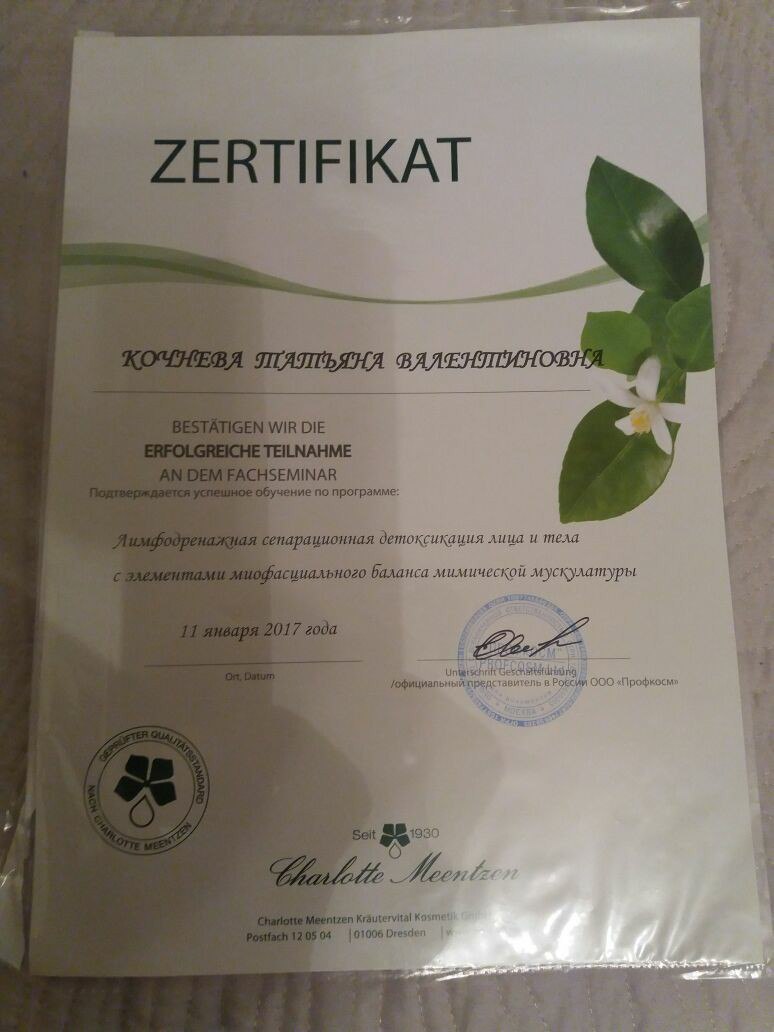 ZERTIFIKAT
КОЧНЕВА ТАТЬЯНА ВАЛЕНТИНОВНА
BESTÄTIGEN WIR DIE
ERFOLGREICHE TEILNAHME
AN DEM FACHSEMINAR
Подтверждается успешное обучение по программе:
Лимфодренажная сепарационная детоксикация лица и тела
с элементами миофасциального баланса мимической мускулатуры
11 января 2017 года
Ort, Datum
PROFCOSM
МОСКВА
Unterschrift Geschäftsführung
/официальный представитель в России ООО «Профкосм»
GEPRÜFTER QUALITÄTSSTANDARD
NACH CHARLOTTE MEENTZEN
Seit 1930
Charlotte Meentzen
Charlotte Meentzen Kräutervital Kosmetik
Postfach 12 05 04 | 01006 Dresden |